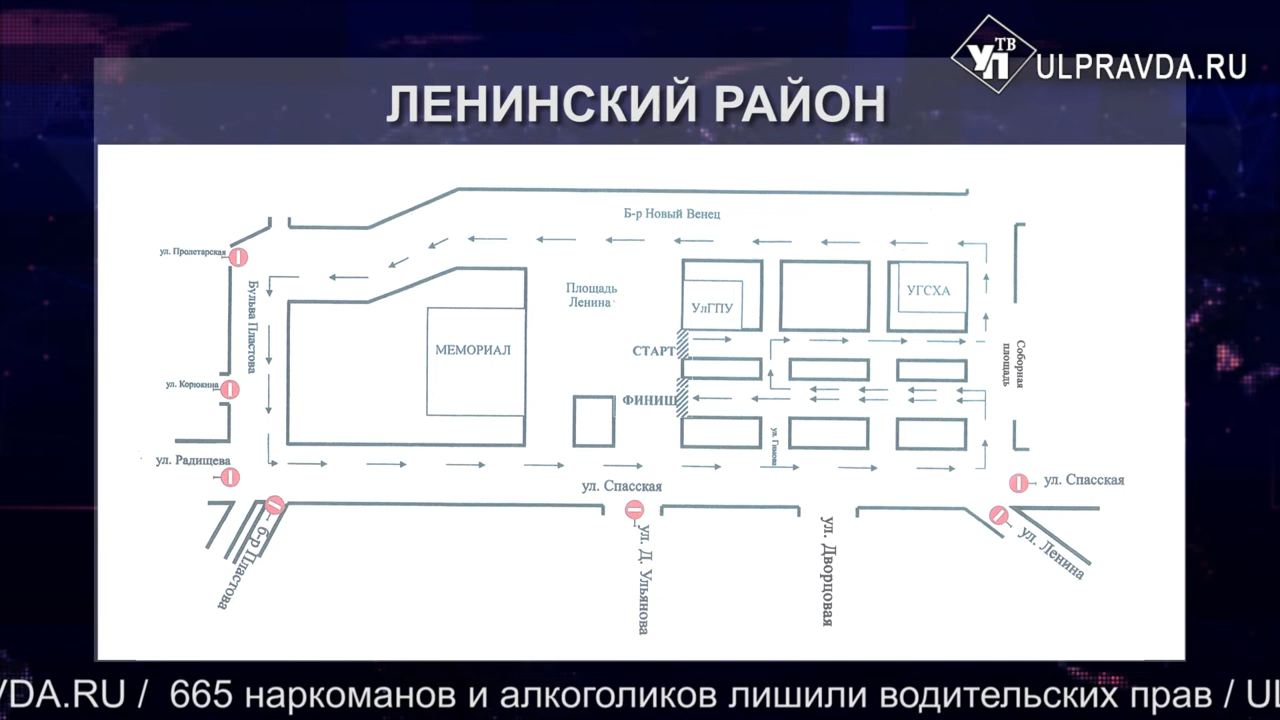 УП ТВ
ULPRAVDA.RU
ЛЕНИНСКИЙ РАЙОН
Б-р Новый Венец
ул. Пролетарская
Бульва Пластова
Площадь
Ленина
УлГПУ
УГСХА
МЕМОРИАЛ
СТАРТ
Соборная
площадь
ул. Корюкина
ФИНИШ
ул. Гимова
ул. Радищева
ул. Спасская
ул. Спасская
б-р Пластова
ул. Д. Ульянова
ул. Дворцовая
ул. Ленина
VDA.RU / 665 наркоманов и алкоголиков лишили водительских прав / UL